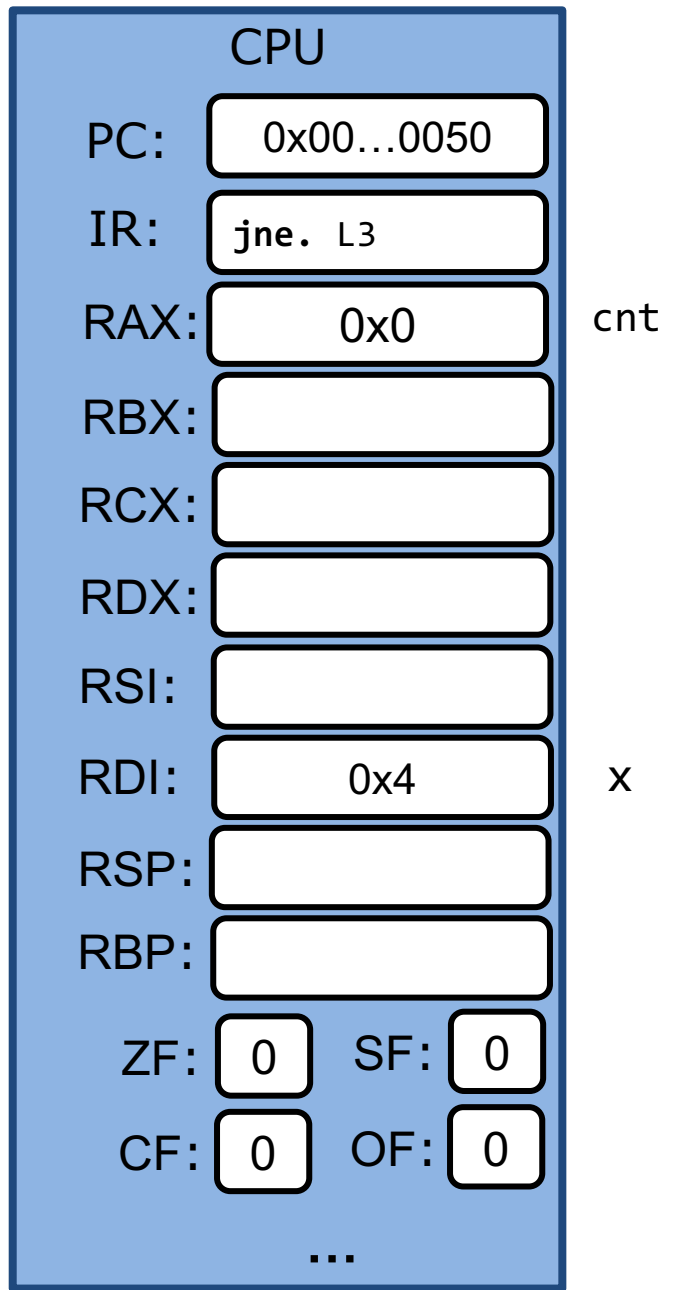 CPU
PC: 0x00...0050
IR: jne. L3
RAX: 0x0 cnt
RBX:
RCX:
RDX:
RSI:
RDI: 0x4 x
RSP:
RBP:
ZF: 0 SF: 0
CF: 0 OF: 0
...